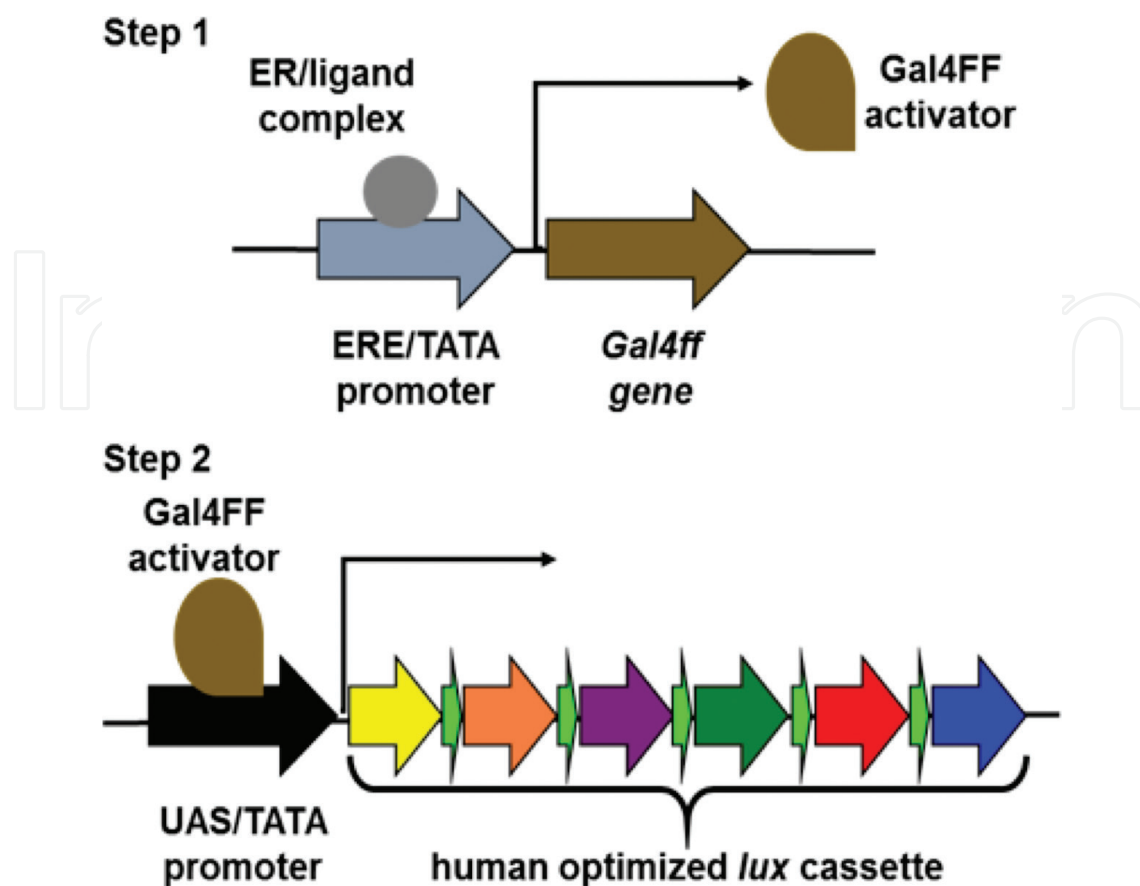 Step 1
ER/ligand
complex
Gal4FF
activator
ERE/TATA
promoter
Gal4ff
gene
Step 2
Gal4FF
activator
UAS/TATA
promoter
human optimized lux cassette